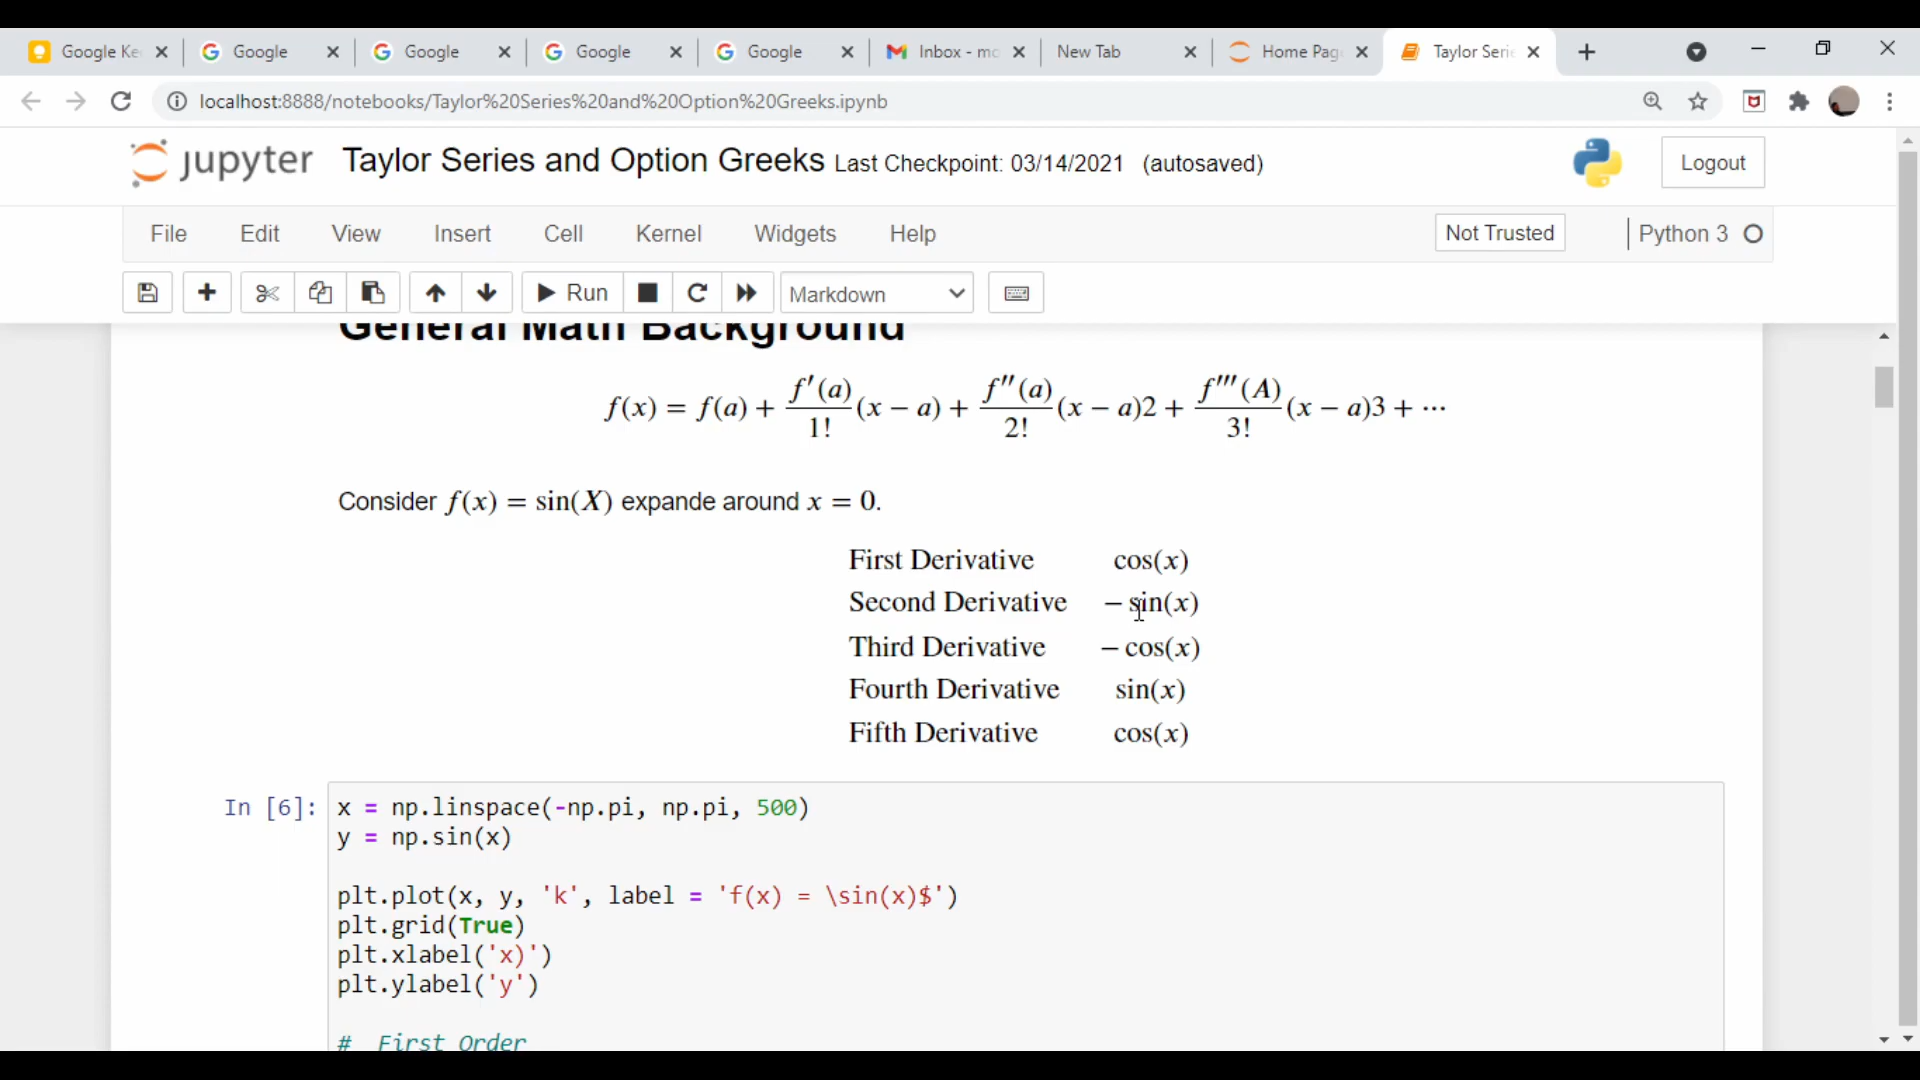 Google Ke
Google
Google
Google
Google
Inbox - mo
New Tab
Home Pag
Taylor Serie
localhost:8888/notebooks/Taylor%20Series%20and%20Option%20Greeks.ipynb
jupyter Taylor Series and Option Greeks Last Checkpoint: 03/14/2021 (autosaved)
Logout
File Edit View Insert Cell Kernel Widgets Help
Not Trusted
Python 3
Run
Markdown
General Math Background
f(x) = f(a) + f′(a)/1! (x − a) + f″(a)/2! (x − a)2 + f‴(A)/3! (x − a)3 + ⋯
Consider f(x) = sin(X) expande around x = 0.
First Derivative cos(x)
Second Derivative − sin(x)
Third Derivative − cos(x)
Fourth Derivative sin(x)
Fifth Derivative cos(x)
In [6]: x = np.linspace(-np.pi, np.pi, 500)
y = np.sin(x)
plt.plot(x, y, 'k', label = 'f(x) = \sin(x)$')
plt.grid(True)
plt.xlabel('x)')
plt.ylabel('y')
# First Order